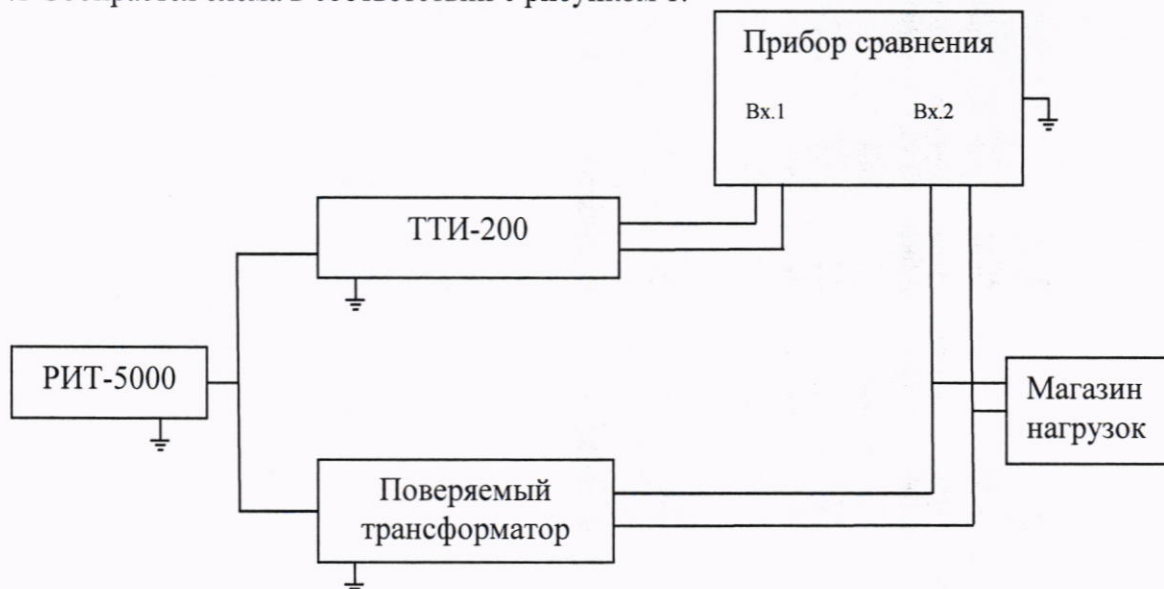 Прибор сравнения
Вх.1 Вх.2
ТТИ-200
РИТ-5000
Магазин
нагрузок
Поверяемый
трансформатор